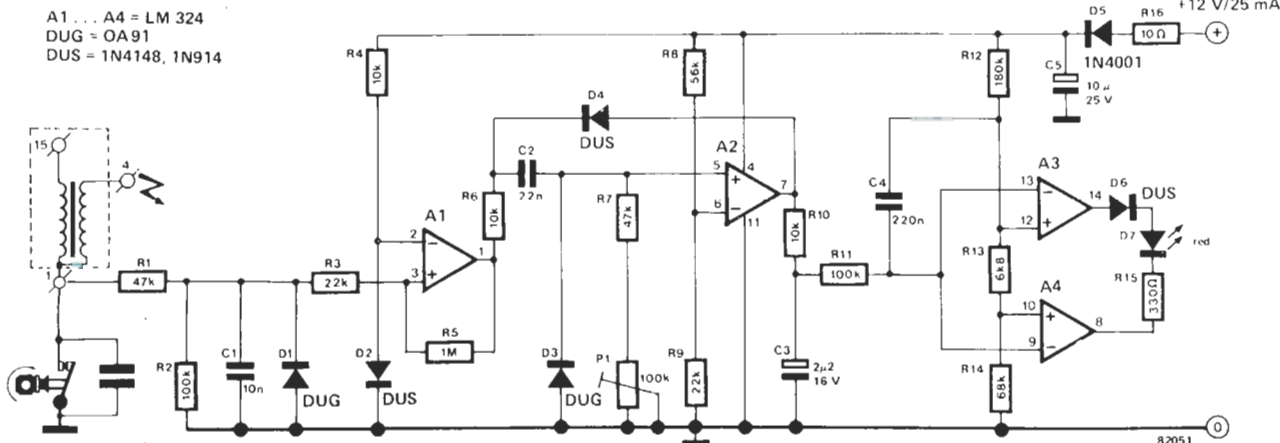 A1 . . . A4 = LM 324
DUG = OA91
DUS = 1N4148, 1N914
+12 V/25 mA
D5
R16
10Ω
+
1N4001
C5
10 µ
25 V
R4
10k
R8
56k
R12
180k
D4
DUS
15
4
C2
22n
A2
5
4
+
6
−
7
11
R6
10k
R7
47k
R10
10k
C4
220n
A3
13
−
14
12
+
D6
DUS
D7
red
A1
2
−
1
3
+
R1
47k
R3
22k
1
R11
100k
R13
6k8
R15
330Ω
A4
10
+
8
9
−
R5
1M
R2
100k
C1
10n
D1
DUG
D2
DUS
D3
DUG
P1
100k
R9
22k
C3
2µ2
16 V
R14
68k
0
82051